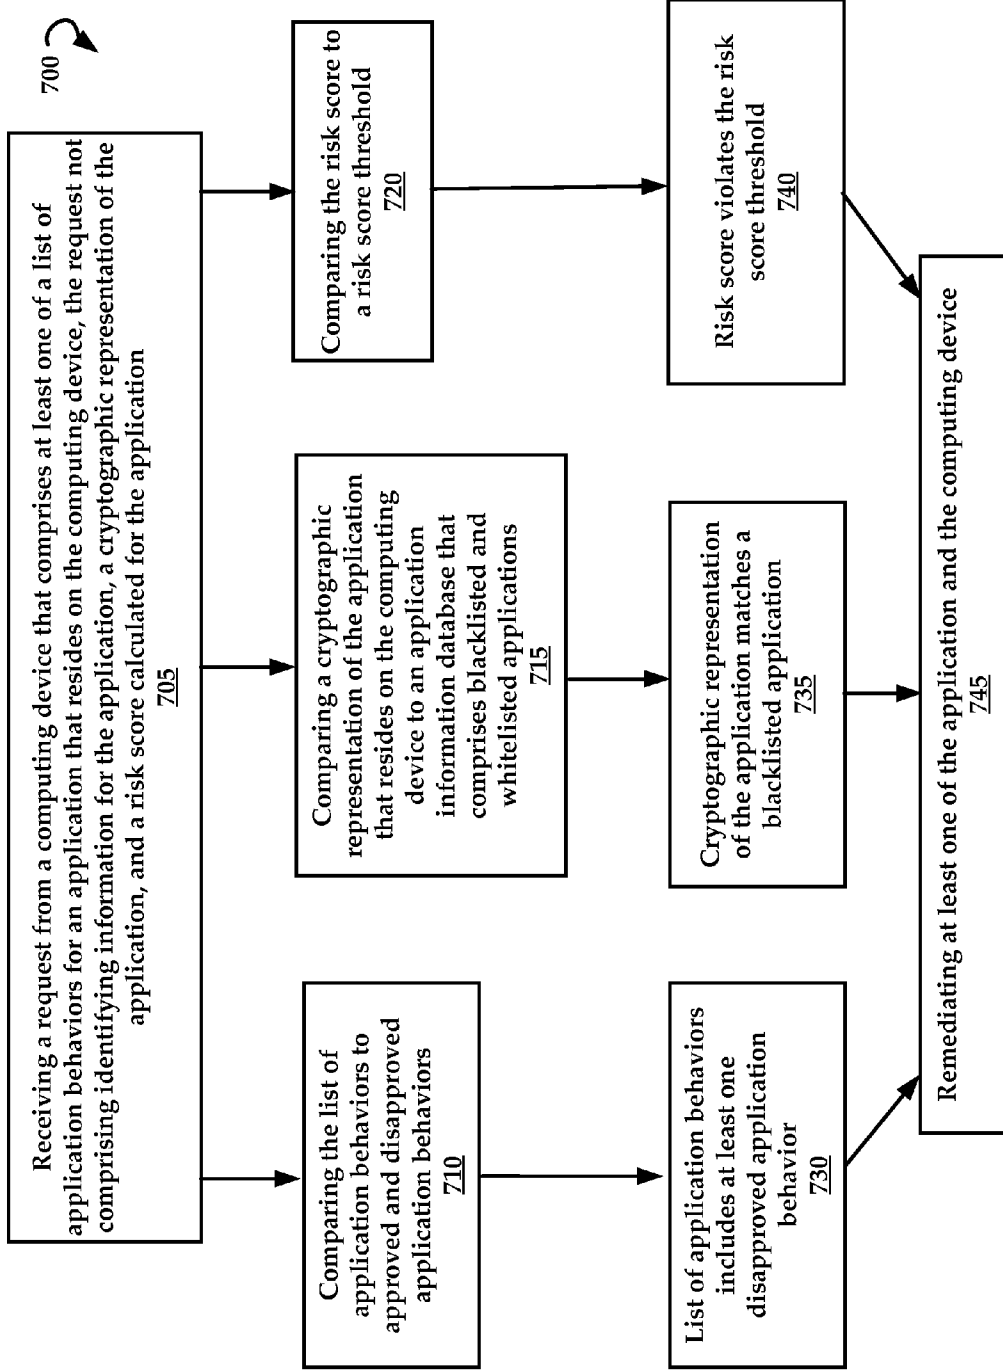 700
Receiving a request from a computing device that comprises at least one of a list of
application behaviors for an application that resides on the computing device, the request not
comprising identifying information for the application, a cryptographic representation of the
application, and a risk score calculated for the application
705
Comparing the list of
application behaviors to
approved and disapproved
application behaviors
710
Comparing a cryptographic
representation of the application
that resides on the computing
device to an application
information database that
comprises blacklisted and
whitelisted applications
715
Comparing the risk score to
a risk score threshold
720
List of application behaviors
includes at least one
disapproved application
behavior
730
Cryptographic representation
of the application matches a
blacklisted application
735
Risk score violates the risk
score threshold
740
Remediating at least one of the application and the computing device
745